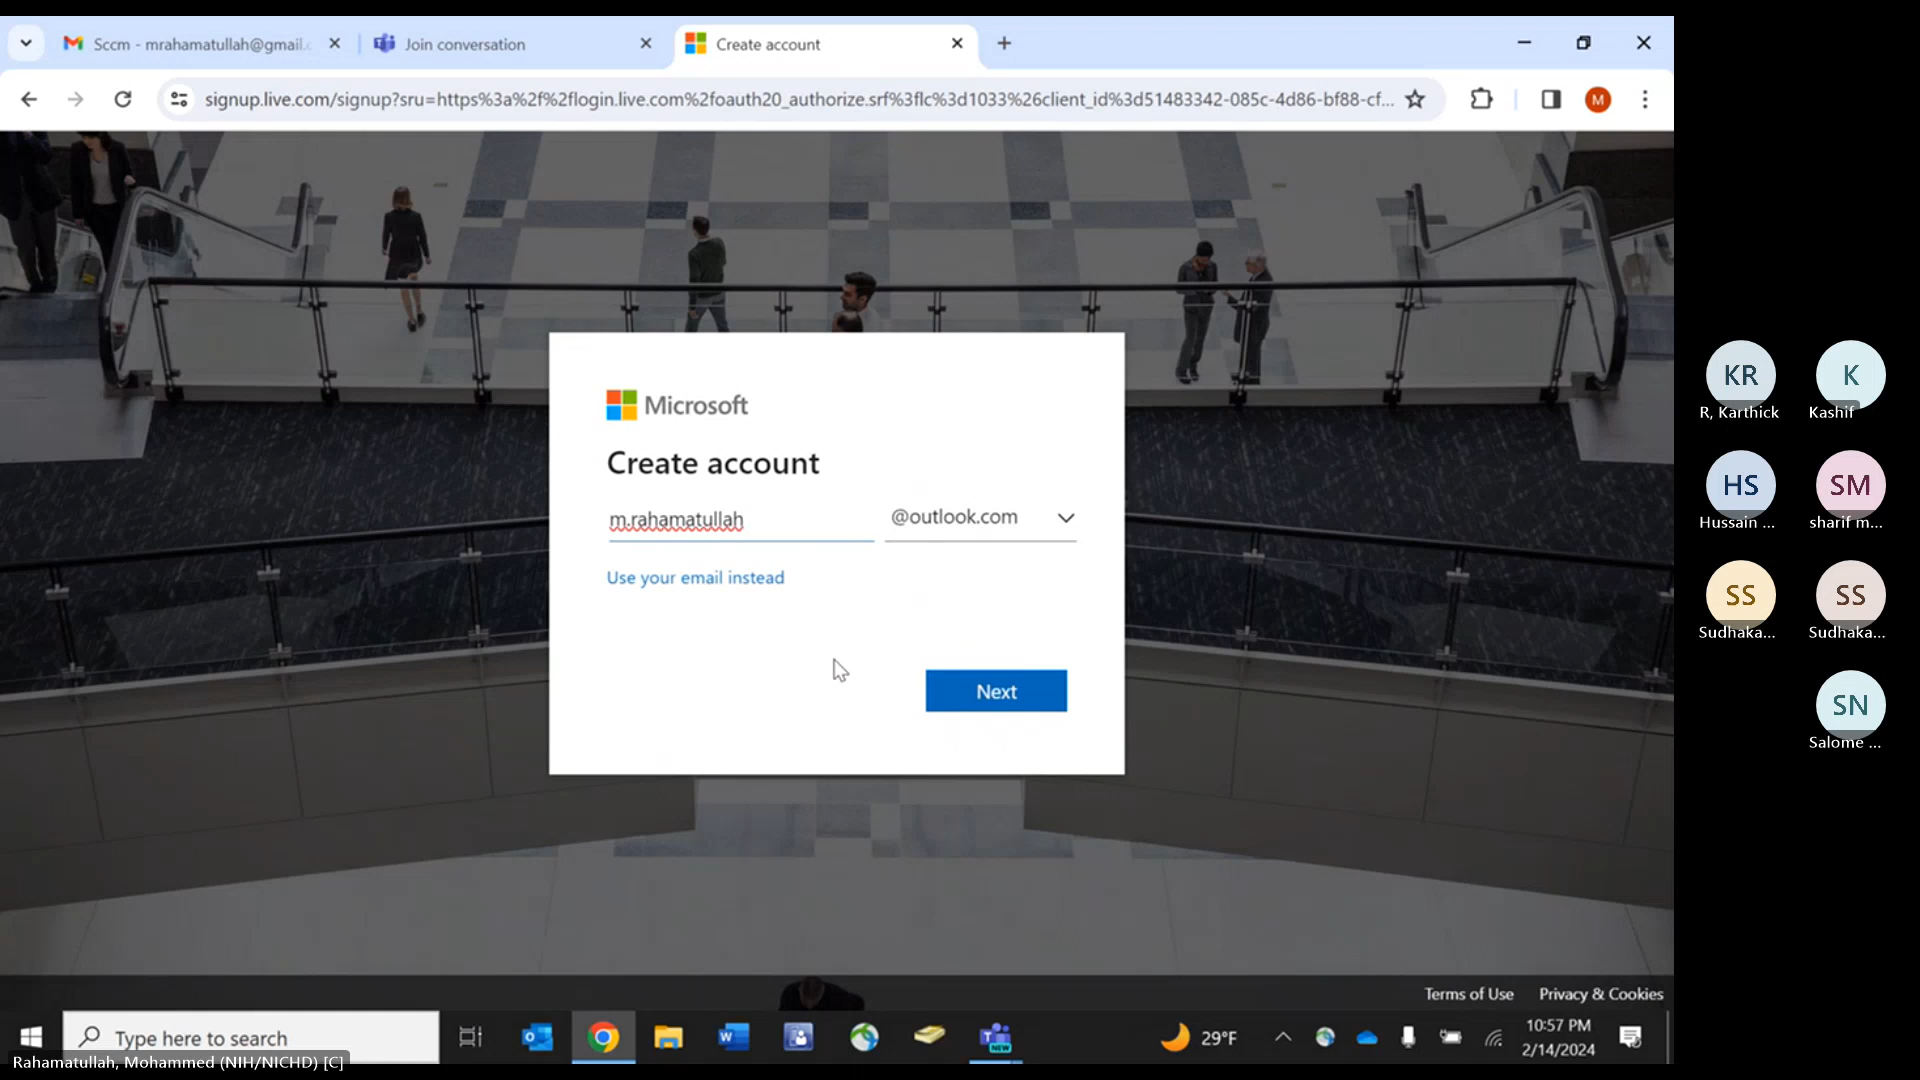 Sccm - mrahamatullah@gmail.c
Join conversation
Create account
signup.live.com/signup?sru=https%3a%2f%2flogin.live.com%2foauth20_authorize.srf%3flc%3d1033%26client_id%3d51483342-085c-4d86-bf88-cf...
M
Microsoft
Create account
m.rahamatullah
@outlook.com
Use your email instead
Next
KR
R, Karthick
K
Kashif
HS
Hussain ...
SM
sharif m...
SS
Sudhaka...
SS
Sudhaka...
SN
Salome ...
Terms of Use
Privacy & Cookies
Type here to search
29°F
10:57 PM
2/14/2024
Rahamatullah, Mohammed (NIH/NICHD) [C]